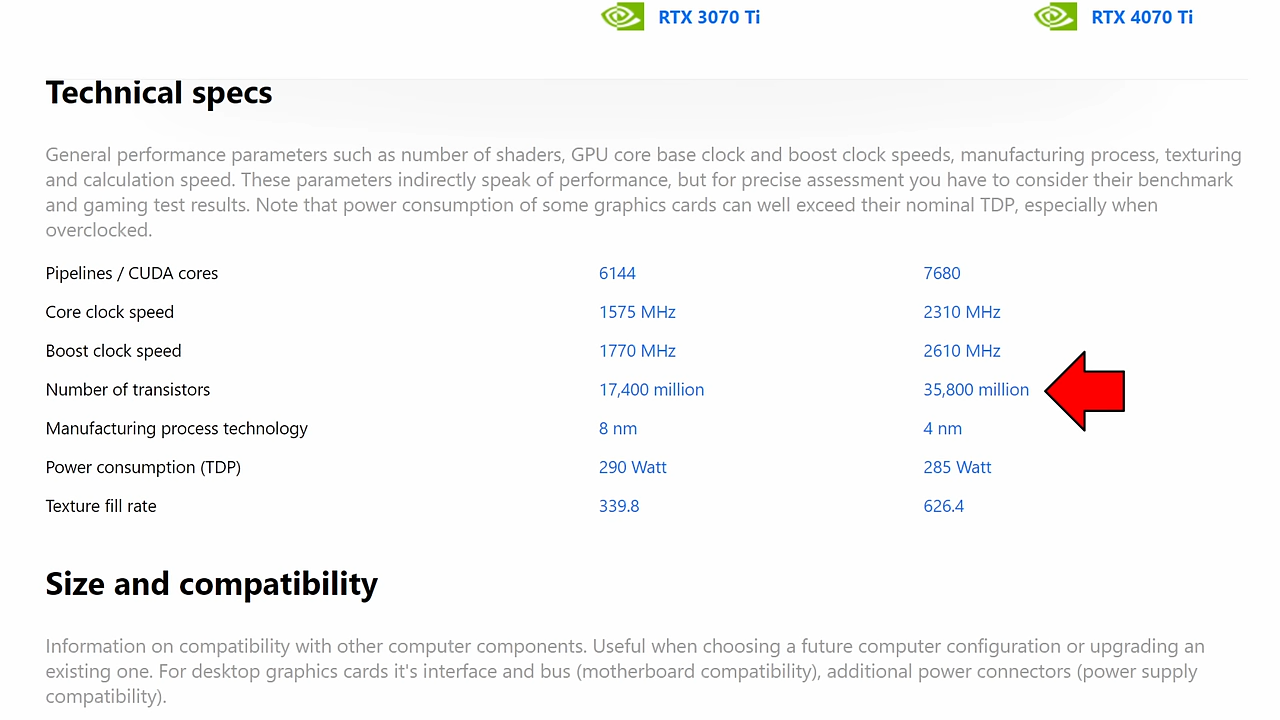 RTX 3070 Ti RTX 4070 Ti
Technical specs
General performance parameters such as number of shaders, GPU core base clock and boost clock speeds, manufacturing process, texturing
and calculation speed. These parameters indirectly speak of performance, but for precise assessment you have to consider their benchmark
and gaming test results. Note that power consumption of some graphics cards can well exceed their nominal TDP, especially when
overclocked.
Pipelines / CUDA cores 6144 7680
Core clock speed 1575 MHz 2310 MHz
Boost clock speed 1770 MHz 2610 MHz
Number of transistors 17,400 million 35,800 million
Manufacturing process technology 8 nm 4 nm
Power consumption (TDP) 290 Watt 285 Watt
Texture fill rate 339.8 626.4
Size and compatibility
Information on compatibility with other computer components. Useful when choosing a future computer configuration or upgrading an
existing one. For desktop graphics cards it's interface and bus (motherboard compatibility), additional power connectors (power supply
compatibility).